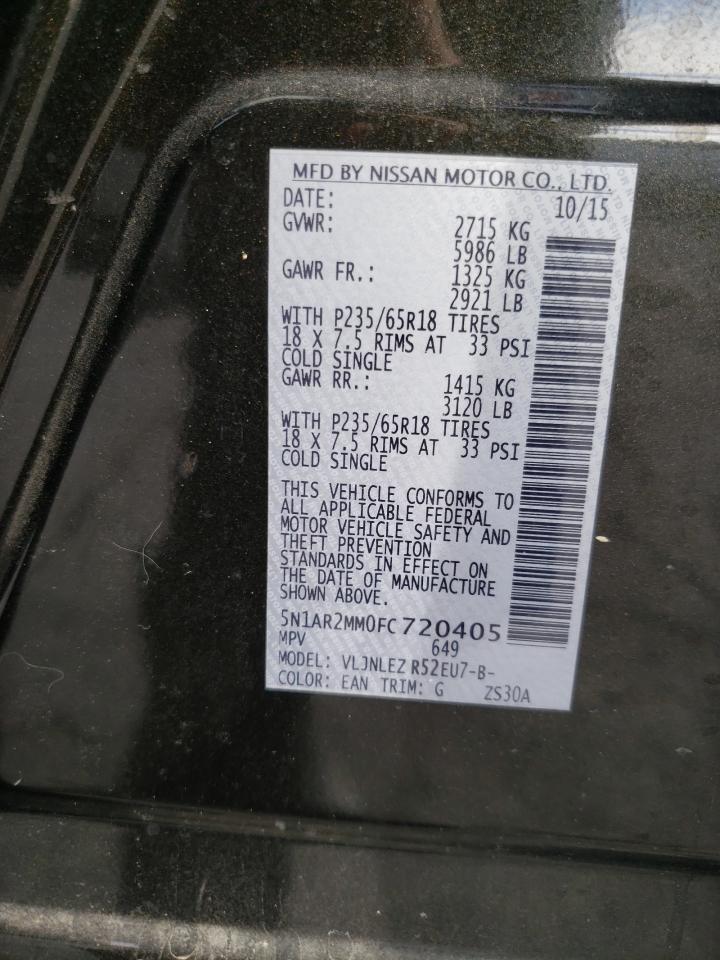 MFD BY NISSAN MOTOR CO., LTD.
DATE: 10/15
GVWR: 2715 KG
5986 LB
GAWR FR.: 1325 KG
2921 LB
WITH P235/65R18 TIRES
18 X 7.5 RIMS AT 33 PSI
COLD SINGLE
GAWR RR.: 1415 KG
3120 LB
WITH P235/65R18 TIRES
18 X 7.5 RIMS AT 33 PSI
COLD SINGLE
THIS VEHICLE CONFORMS TO
ALL APPLICABLE FEDERAL
MOTOR VEHICLE SAFETY AND
THEFT PREVENTION
STANDARDS IN EFFECT ON
THE DATE OF MANUFACTURE
SHOWN ABOVE.
5N1AR2MM0FC720405
MPV 649
MODEL: VLJNLEZ R52EU7-B-
COLOR: EAN TRIM: G ZS30A